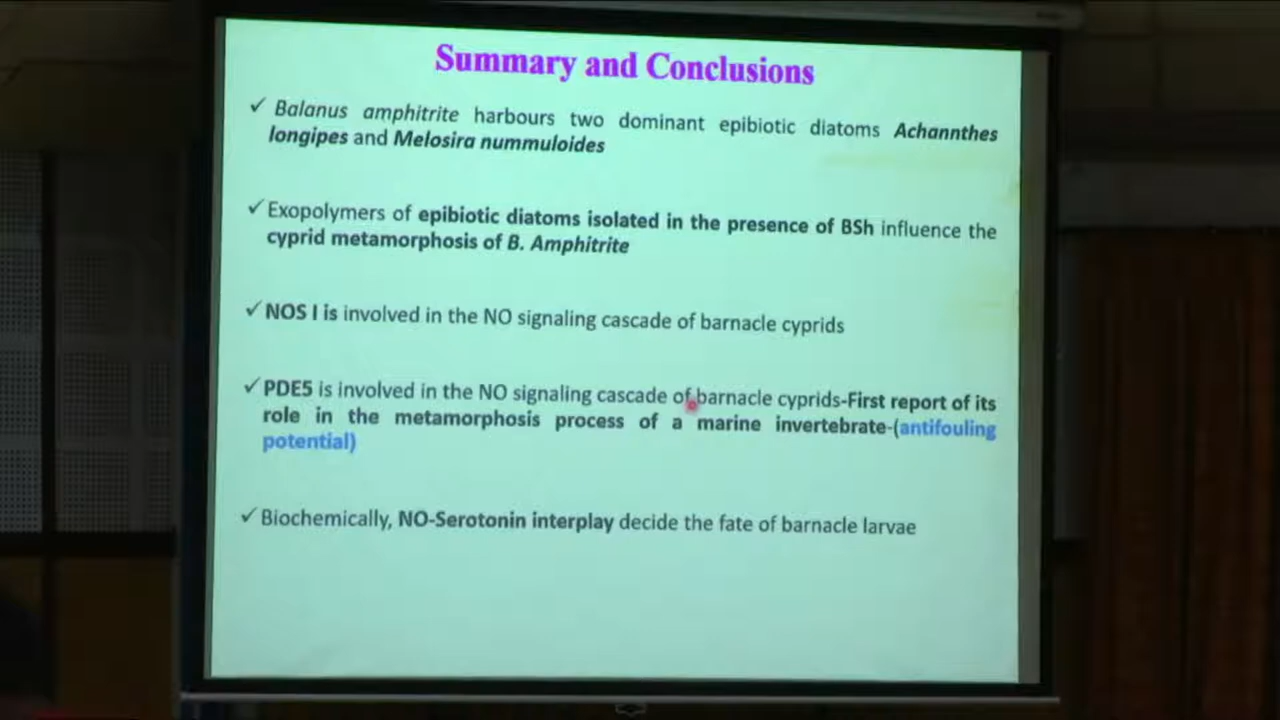 Summary and Conclusions
✓ Balanus amphitrite harbours two dominant epibiotic diatoms Achannthes
longipes and Melosira nummuloides
✓ Exopolymers of epibiotic diatoms isolated in the presence of BSh influence the
cyprid metamorphosis of B. Amphitrite
✓ NOS I is involved in the NO signaling cascade of barnacle cyprids
✓ PDE5 is involved in the NO signaling cascade of barnacle cyprids-First report of its
role in the metamorphosis process of a marine invertebrate-(antifouling
potential)
✓ Biochemically, NO-Serotonin interplay decide the fate of barnacle larvae